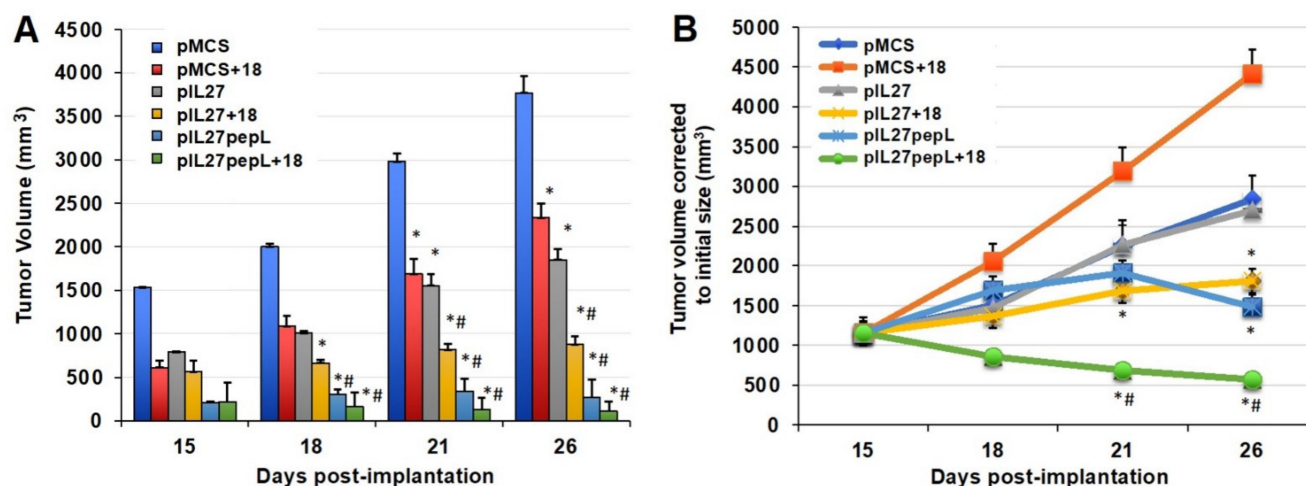 A
Tumor Volume (mm³)
4500
4000
3500
3000
2500
2000
1500
1000
500
0
pMCS
pMCS+18
pIL27
pIL27+18
pIL27pepL
pIL27pepL+18
*
*#
*#
*
*
*#
*#
*#
*
*
*#
*#
*#
15
18
21
26
Days post-implantation
B
Tumor volume corrected
to initial size (mm³)
5000
4500
4000
3500
3000
2500
2000
1500
1000
500
0
pMCS
pMCS+18
pIL27
pIL27+18
pIL27pepL
pIL27pepL+18
*
*
*
*#
*#
15
18
21
26
Days post-implantation